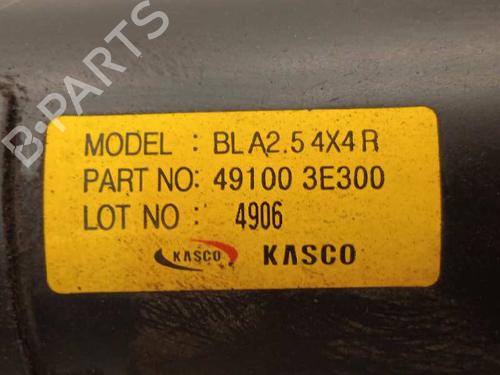 B-PARTS
MODEL : BL A2.5 4X4 R
PART NO: 49100 3E300
LOT NO : 4906
KASCO KASCO